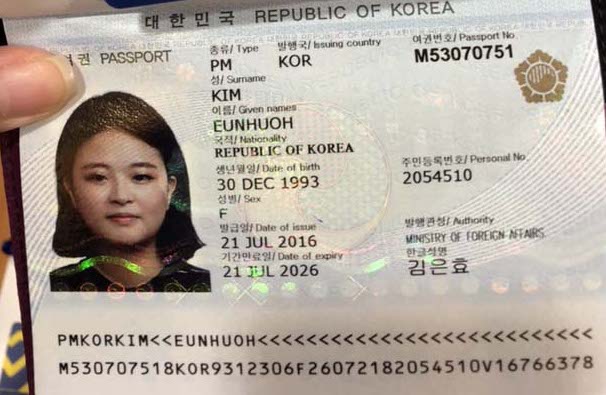 대한민국 REPUBLIC OF KOREA
여권 PASSPORT
종류/ Type 발행국/ Issuing country 여권번호/ Passport No.
PM KOR M53070751
성/ Surname
KIM
이름/ Given names
EUNHUOH
국적/ Nationality
REPUBLIC OF KOREA
생년월일/ Date of birth 주민등록번호/ Personal No.
30 DEC 1993 2054510
성별/ Sex
F
발급일/ Date of issue 발행관청/ Authority
21 JUL 2016 MINISTRY OF FOREIGN AFFAIRS
기간만료일/ Date of expiry 한글성명
21 JUL 2026 김은효
PMKORKIM<<EUNHUOH<<<<<<<<<<<<<<<<<<<<<<<<<<<<
M530707518KOR9312306F26072182054510V16766378